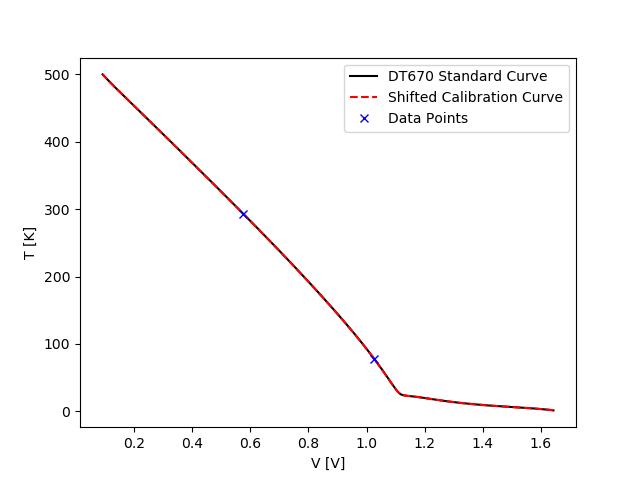 DT670 Standard Curve
Shifted Calibration Curve
Data Points
500
400
300
200
100
0
T [K]
0.2 0.4 0.6 0.8 1.0 1.2 1.4 1.6
V [V]